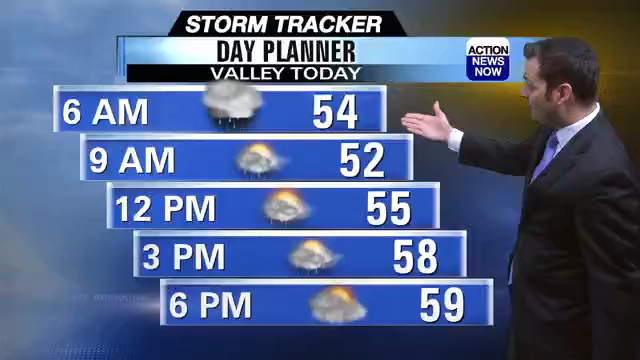 STORM TRACKER
DAY PLANNER
VALLEY TODAY
ACTION
NEWS
NOW
6 AM 54
9 AM 52
12 PM 55
3 PM 58
6 PM 59